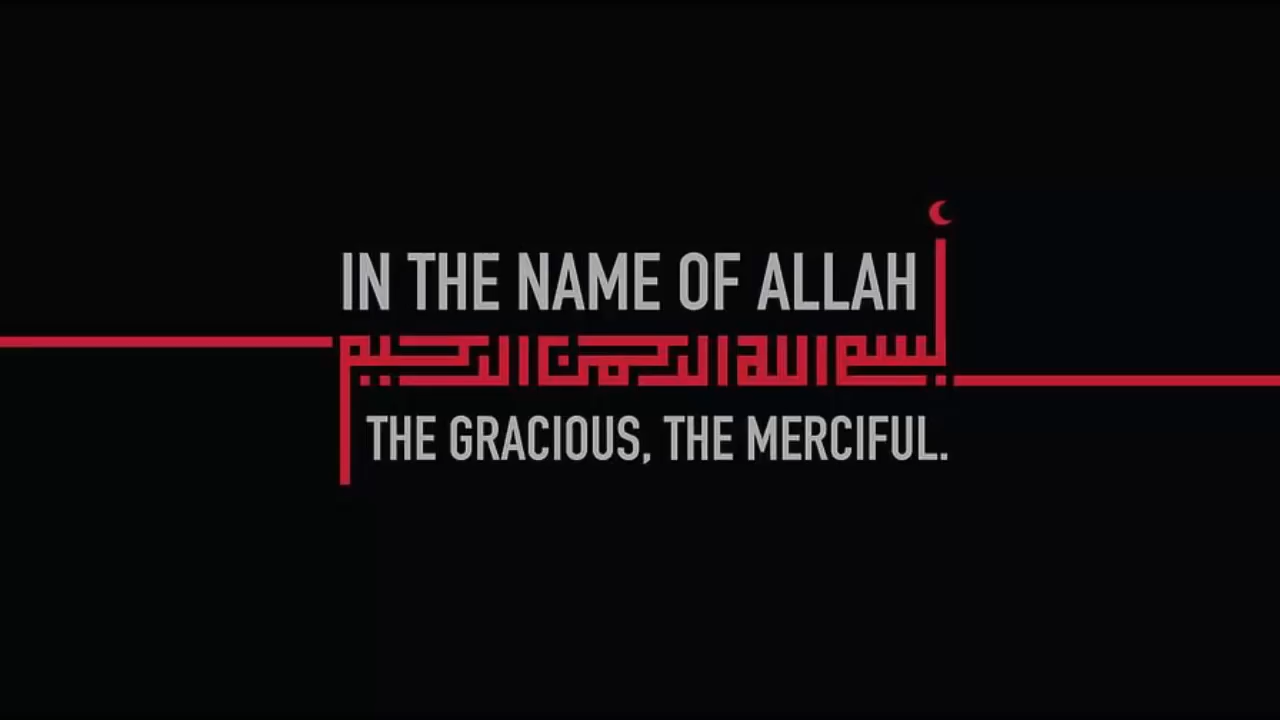 IN THE NAME OF ALLAH
بسم الله الرحمن الرحيم
THE GRACIOUS, THE MERCIFUL.